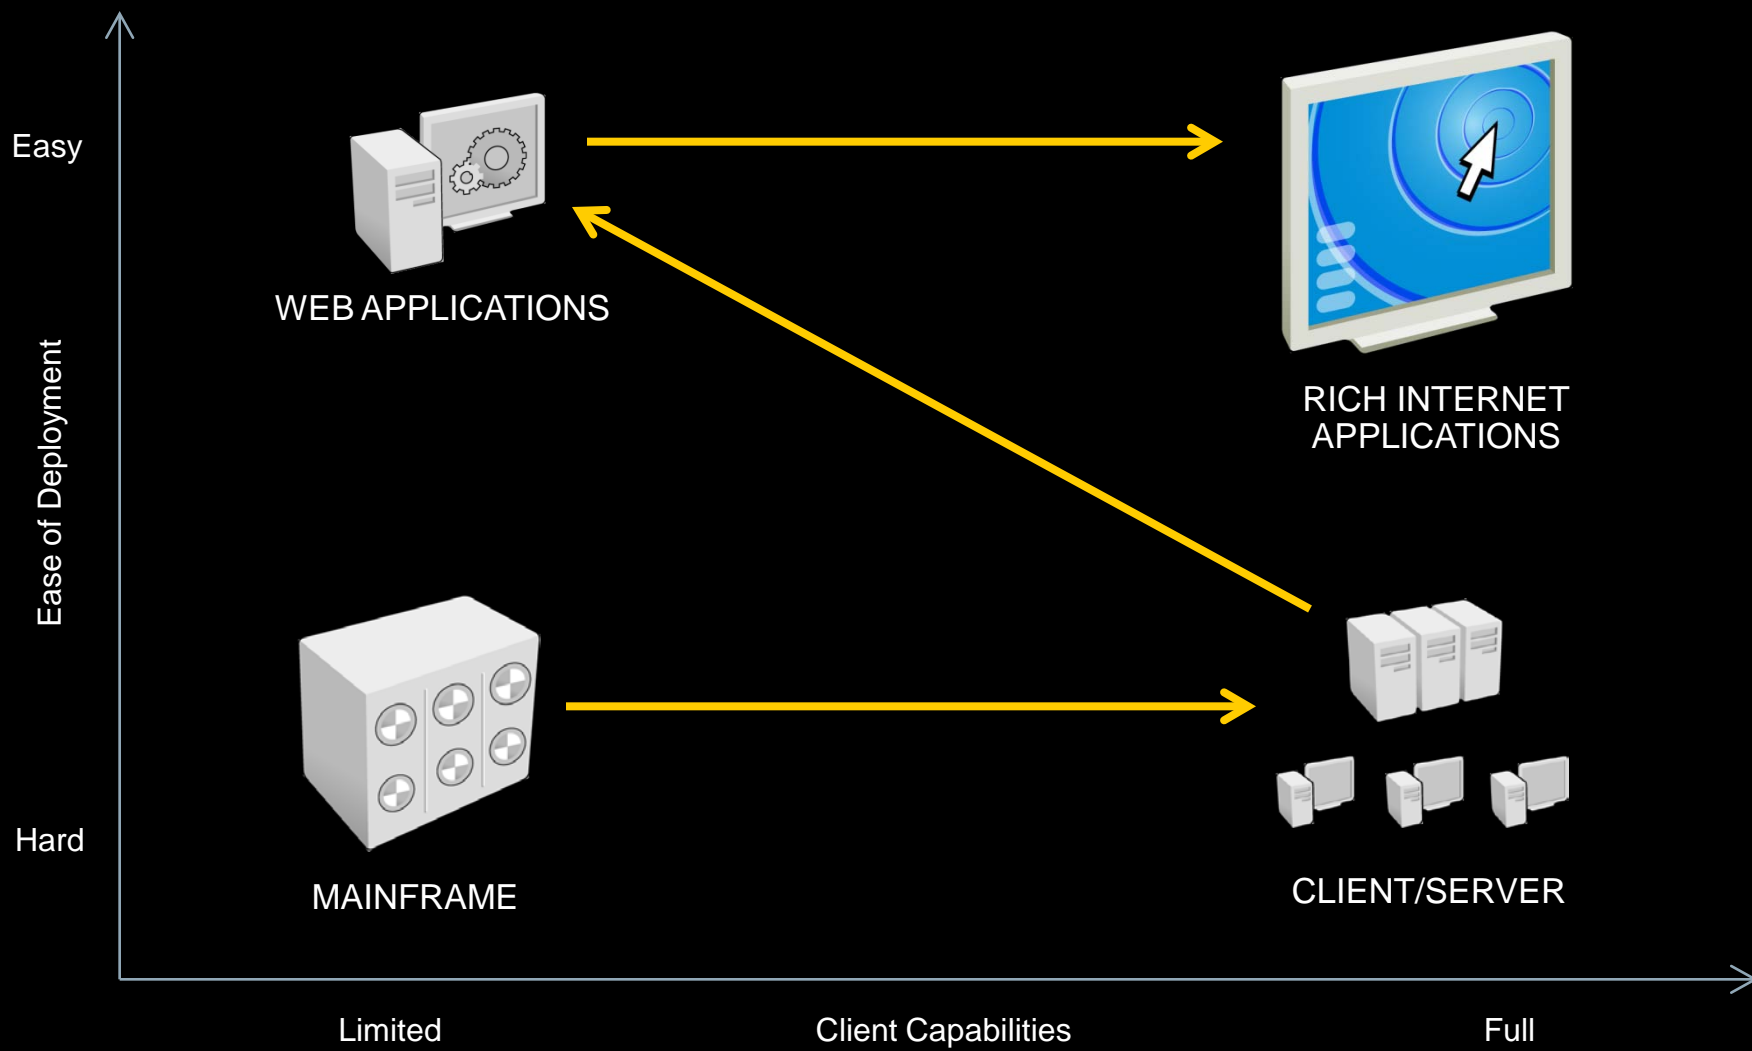 Easy
WEB APPLICATIONS
RICH INTERNET
APPLICATIONS
Ease of Deployment
Hard
MAINFRAME
CLIENT/SERVER
Limited
Client Capabilities
Full